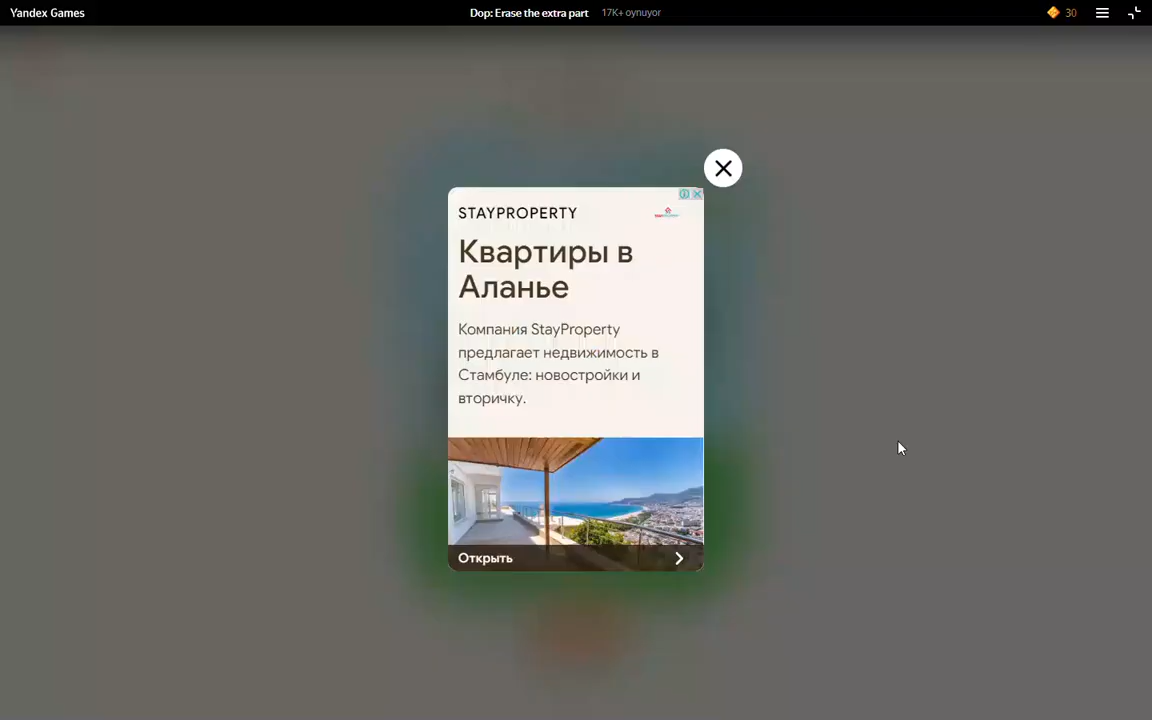 Yandex Games
Dop: Erase the extra part
17K+ oynuyor
30
STAYPROPERTY
Квартиры в
Аланье
Компания StayProperty
предлагает недвижимость в
Стамбуле: новостройки и
вторичку.
Открыть